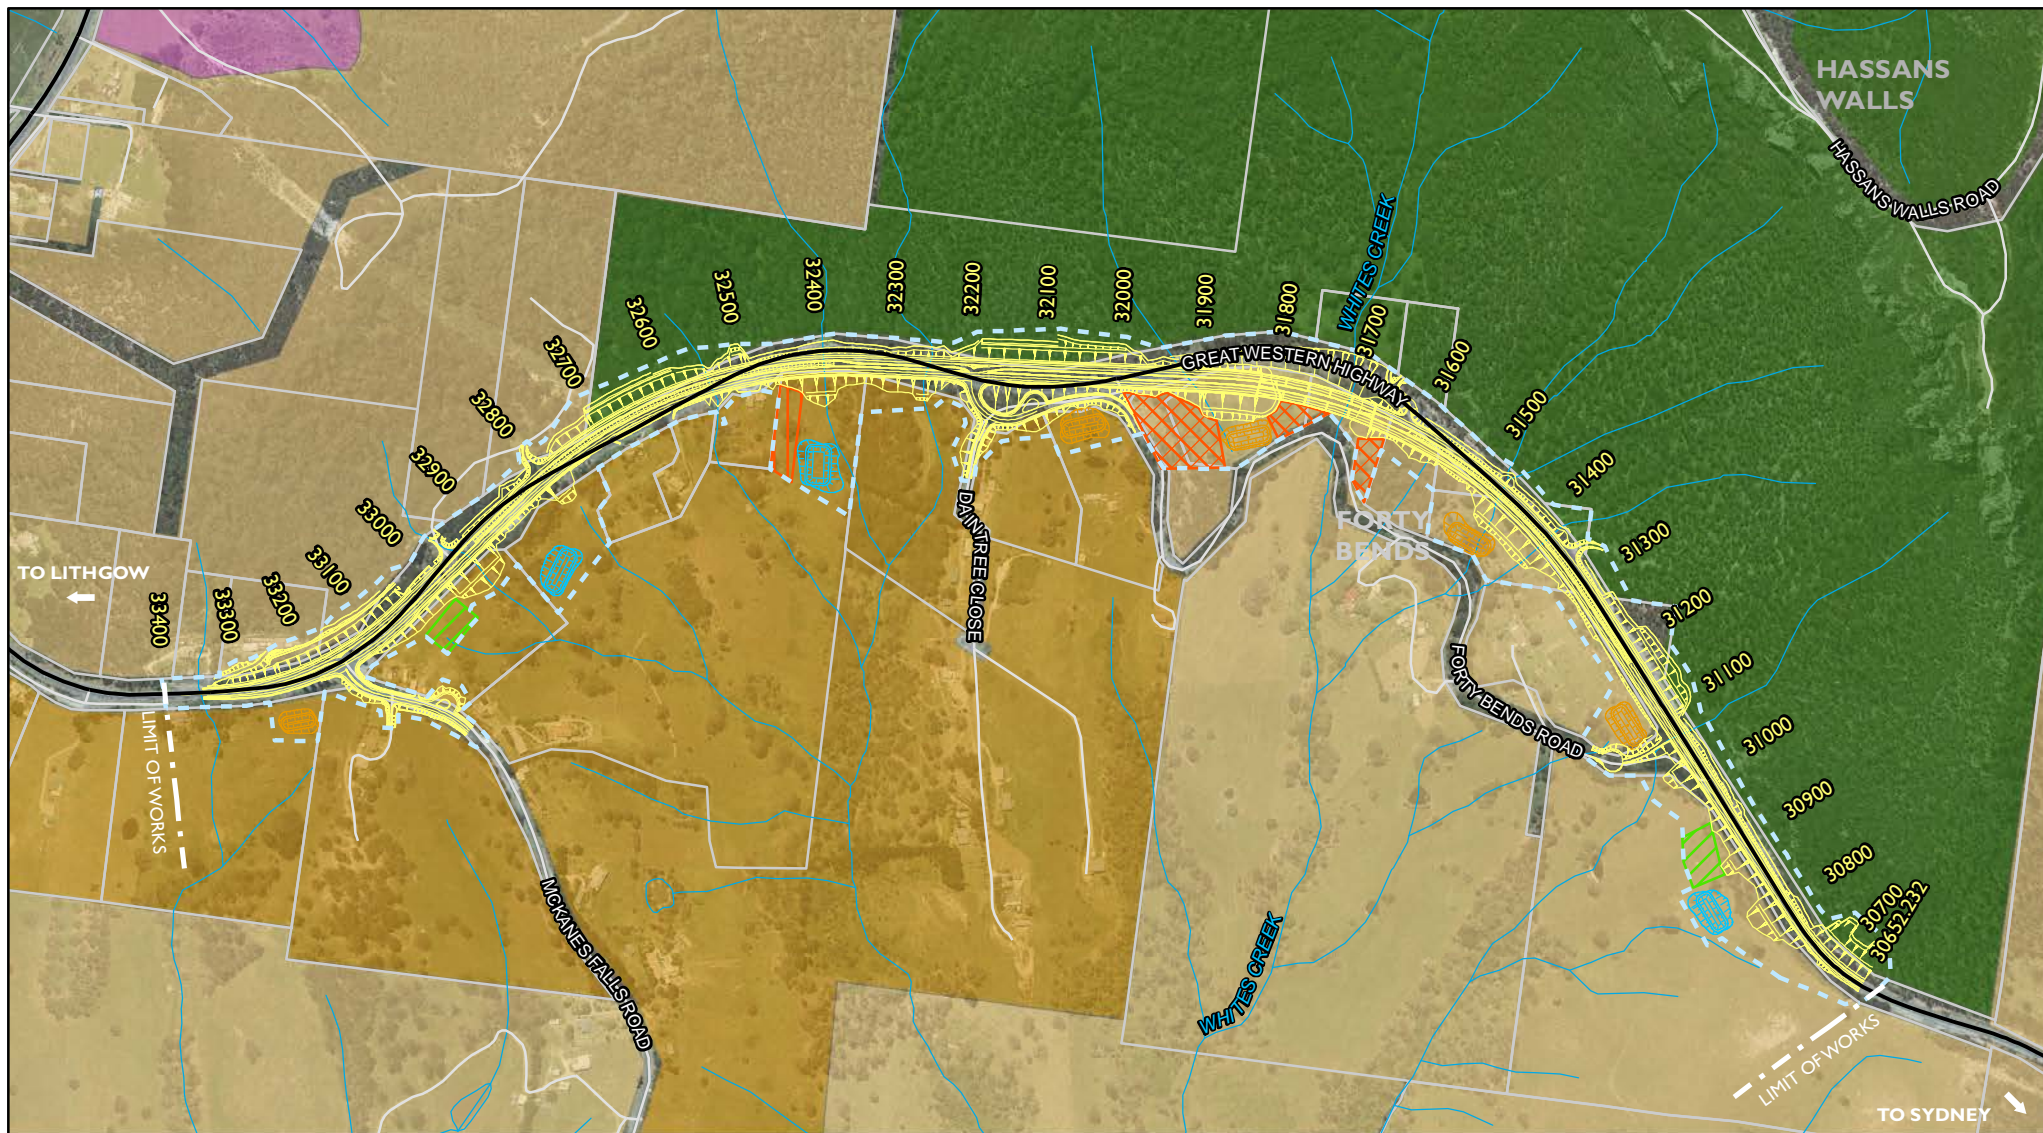 HASSANS
WALLS
HASSANS WALLS ROAD
WHITES CREEK
32700
32600
32500
32400
32300
32200
32100
32000
31900
31800
31700
31600
31500
31400
31300
31200
31100
31000
30900
30800
30700
30652.232
GREAT WESTERN HIGHWAY
32800
32900
33000
33100
33200
33300
33400
TO LITHGOW
LIMIT OF WORKS
DAINTREE CLOSE
FORTY
BENDS
FORTY BENDS ROAD
MCKANES FALLS ROAD
WHITES CREEK
LIMIT OF WORKS
TO SYDNEY